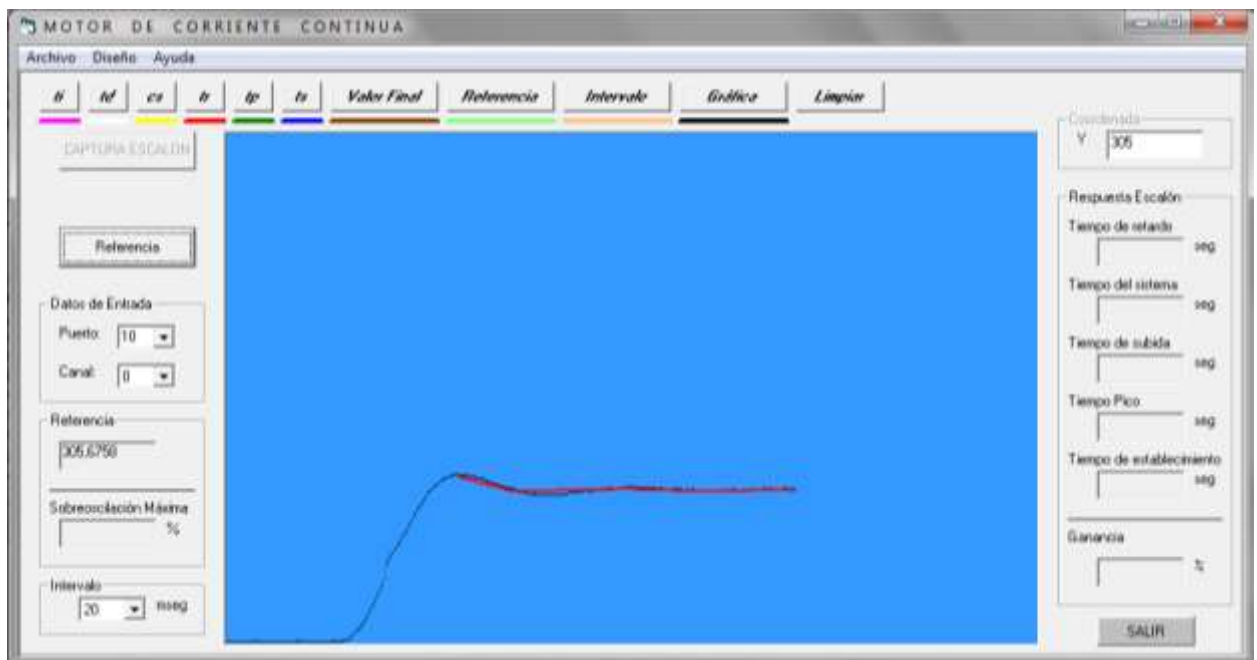 MOTOR DE CORRIENTE CONTINUA
Archivo Diseño Ayuda
ti td cs tr tp ts Valor Final Referencia Intervalo Gráfica Limpiar
CAPTURA ESCALON
Referencia
Datos de Entrada
Puerto: 10
Canal: 0
Referencia
305,6758
Sobreoscilación Máxima
%
Intervalo
20 mseg
Coordenada
Y 305
Respuesta Escalón
Tiempo de retardo
seg
Tiempo del sistema
seg
Tiempo de subida
seg
Tiempo Pico
seg
Tiempo de establecimiento
seg
Ganancia
SALIR